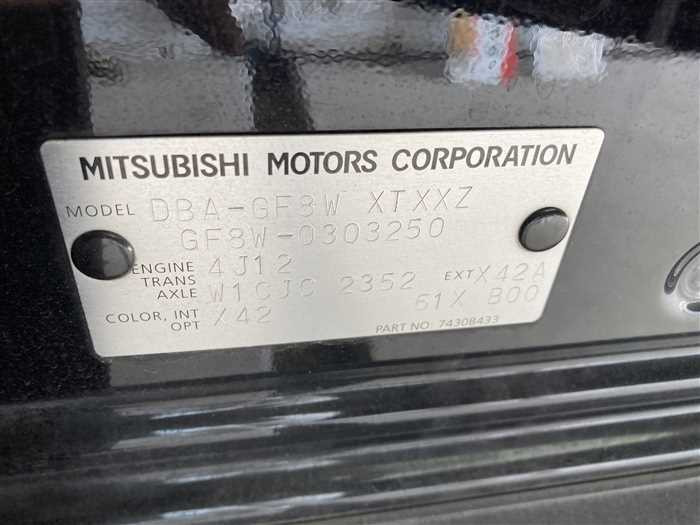 MITSUBISHI MOTORS CORPORATION
MODEL DBA-GF8W XTXXZ
GF8W-0303250
ENGINE 4J12
TRANS AXLE W1CJC 2352 EXT X42A
COLOR, INT OPT X42 61X B00
PART NO. 7430B433